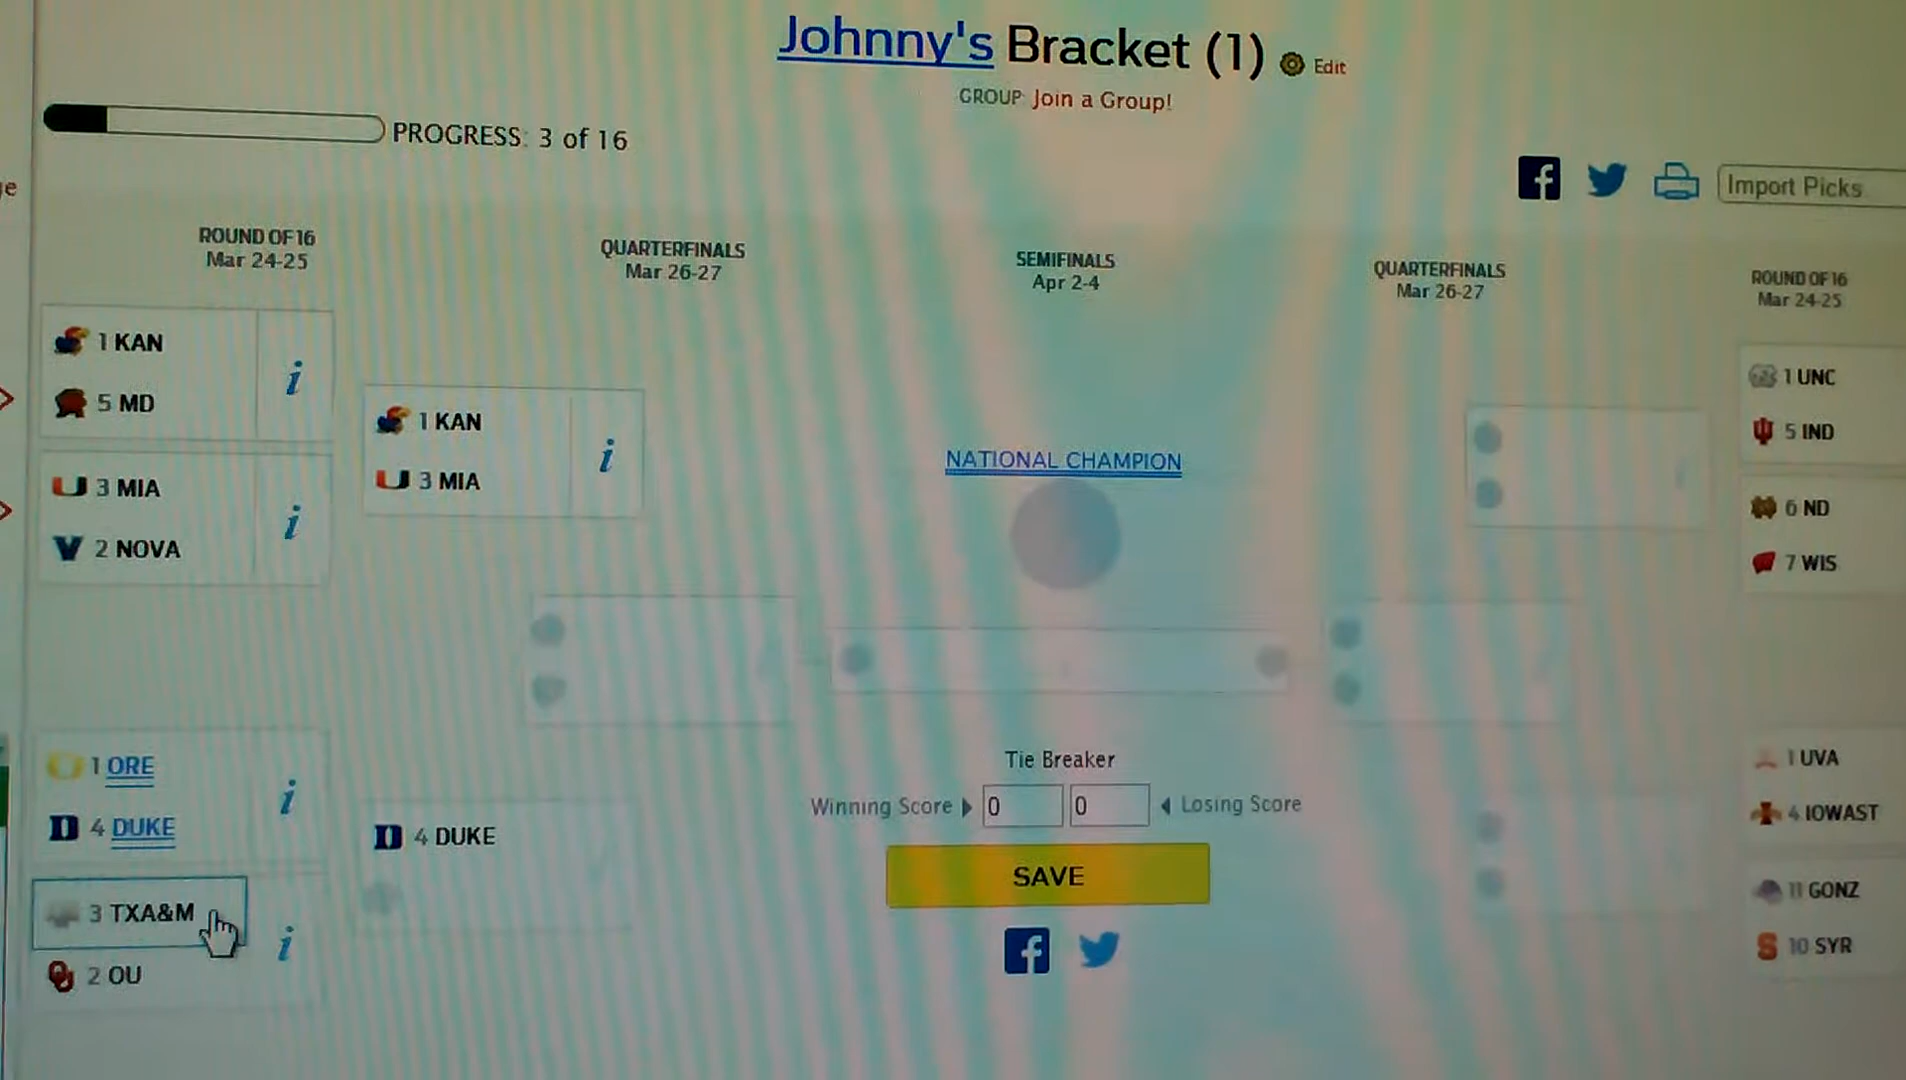 Johnny's Bracket (1) Edit
GROUP: Join a Group!
PROGRESS: 3 of 16
Import Picks
ROUND OF 16
Mar 24-25
QUARTERFINALS
Mar 26-27
SEMIFINALS
Apr 2-4
QUARTERFINALS
Mar 26-27
ROUND OF 16
Mar 24-25
1 KAN
5 MD
3 MIA
2 NOVA
1 KAN
3 MIA
NATIONAL CHAMPION
1 UNC
5 IND
6 ND
7 WIS
1 ORE
4 DUKE
3 TXA&M
2 OU
4 DUKE
Tie Breaker
Winning Score 0 0 Losing Score
SAVE
1 UVA
4 IOWAST
11 GONZ
10 SYR